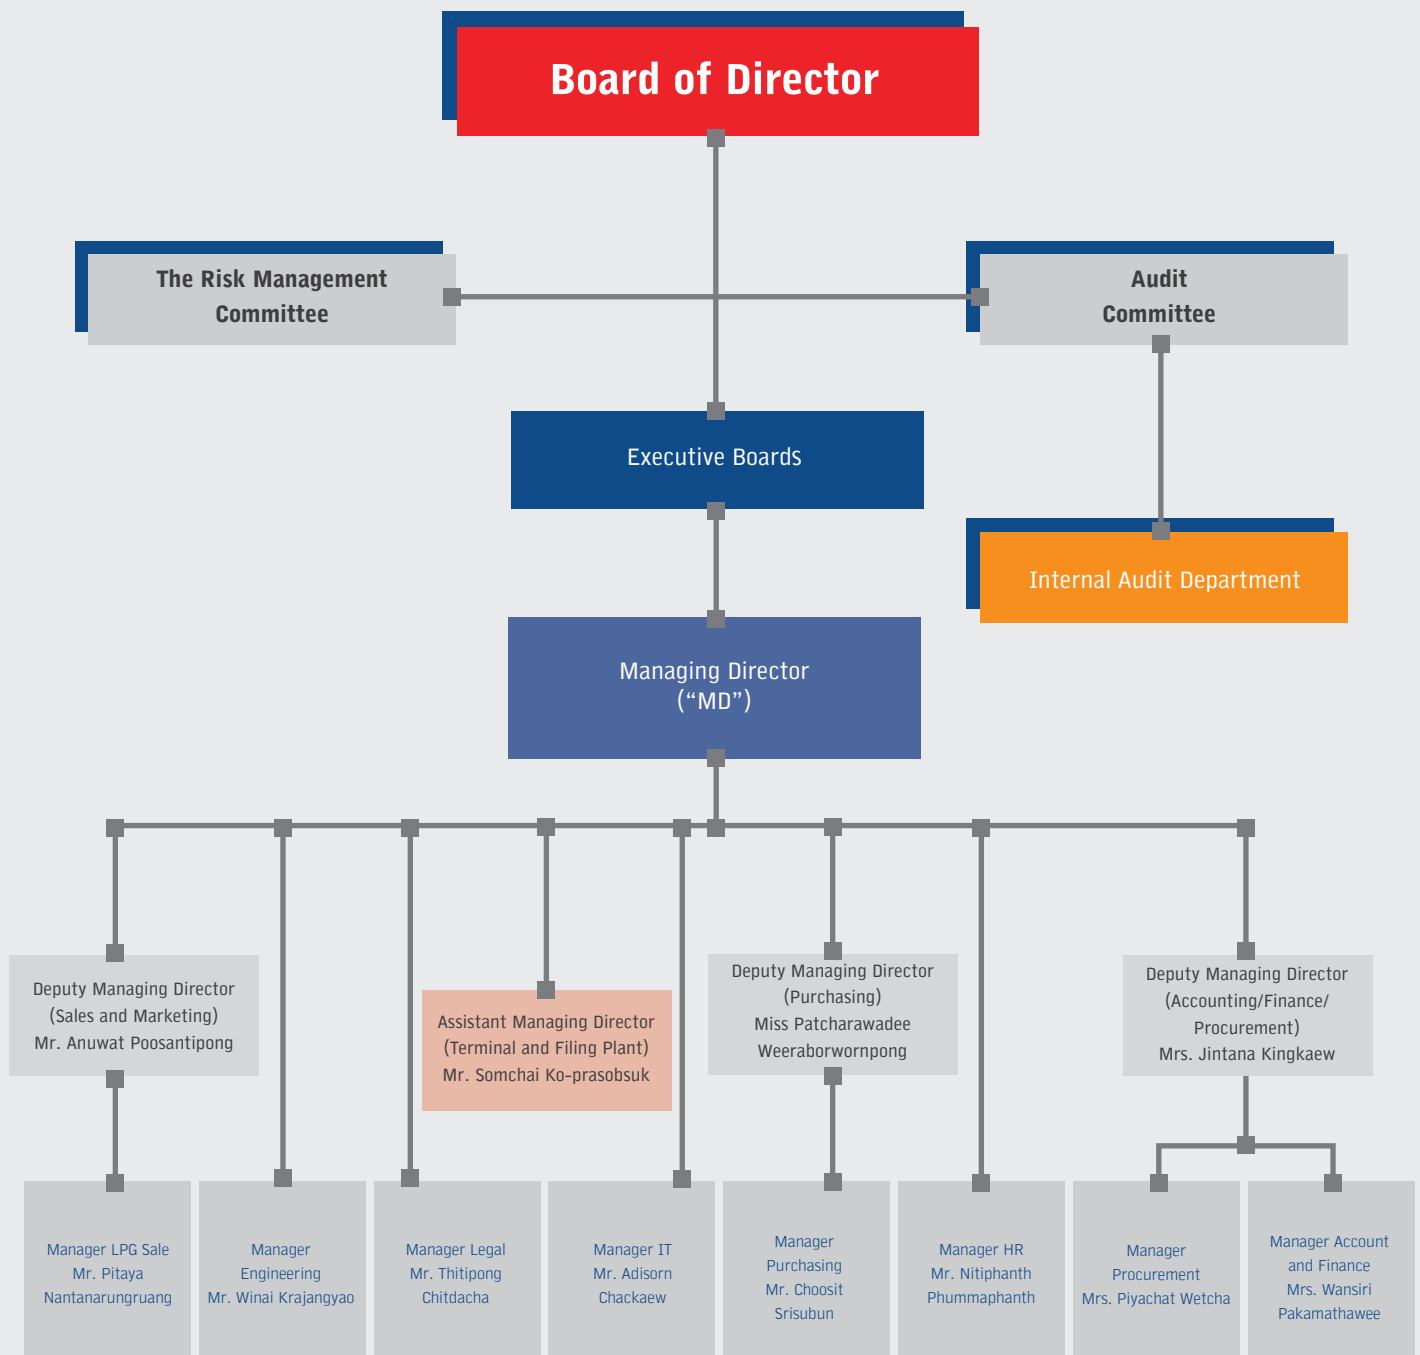 Board of Director
The Risk Management
Committee
Audit
Committee
Executive Boards
Internal Audit Department
Managing Director
(“MD”)
Deputy Managing Director
(Sales and Marketing)
Mr. Anuwat Poosantipong
Assistant Managing Director
(Terminal and Filing Plant)
Mr. Somchai Ko-prasobsuk
Deputy Managing Director
(Purchasing)
Miss Patcharawadee
Weeraborwornpong
Deputy Managing Director
(Accounting/Finance/
Procurement)
Mrs. Jintana Kingkaew
Manager LPG Sale
Mr. Pitaya
Nantanarungruang
Manager
Engineering
Mr. Winai Krajangyao
Manager Legal
Mr. Thitipong
Chitdacha
Manager IT
Mr. Adisorn
Chackaew
Manager
Purchasing
Mr. Choosit
Srisubun
Manager HR
Mr. Nitiphanth
Phummaphanth
Manager
Procurement
Mrs. Piyachat Wetcha
Manager Account
and Finance
Mrs. Wansiri
Pakamathawee